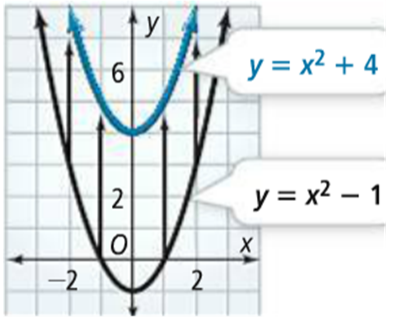 y
6
y = x² + 4
2
y = x² − 1
O
x
−2
2